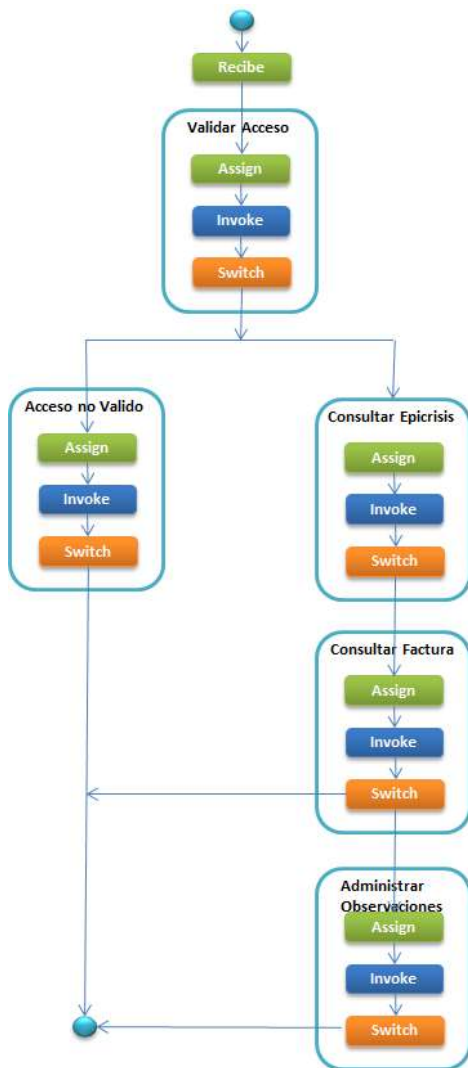 Recibe
Validar Acceso
Assign
Invoke
Switch
Acceso no Valido
Assign
Invoke
Switch
Consultar Epicrisis
Assign
Invoke
Switch
Consultar Factura
Assign
Invoke
Switch
Administrar
Observaciones
Assign
Invoke
Switch